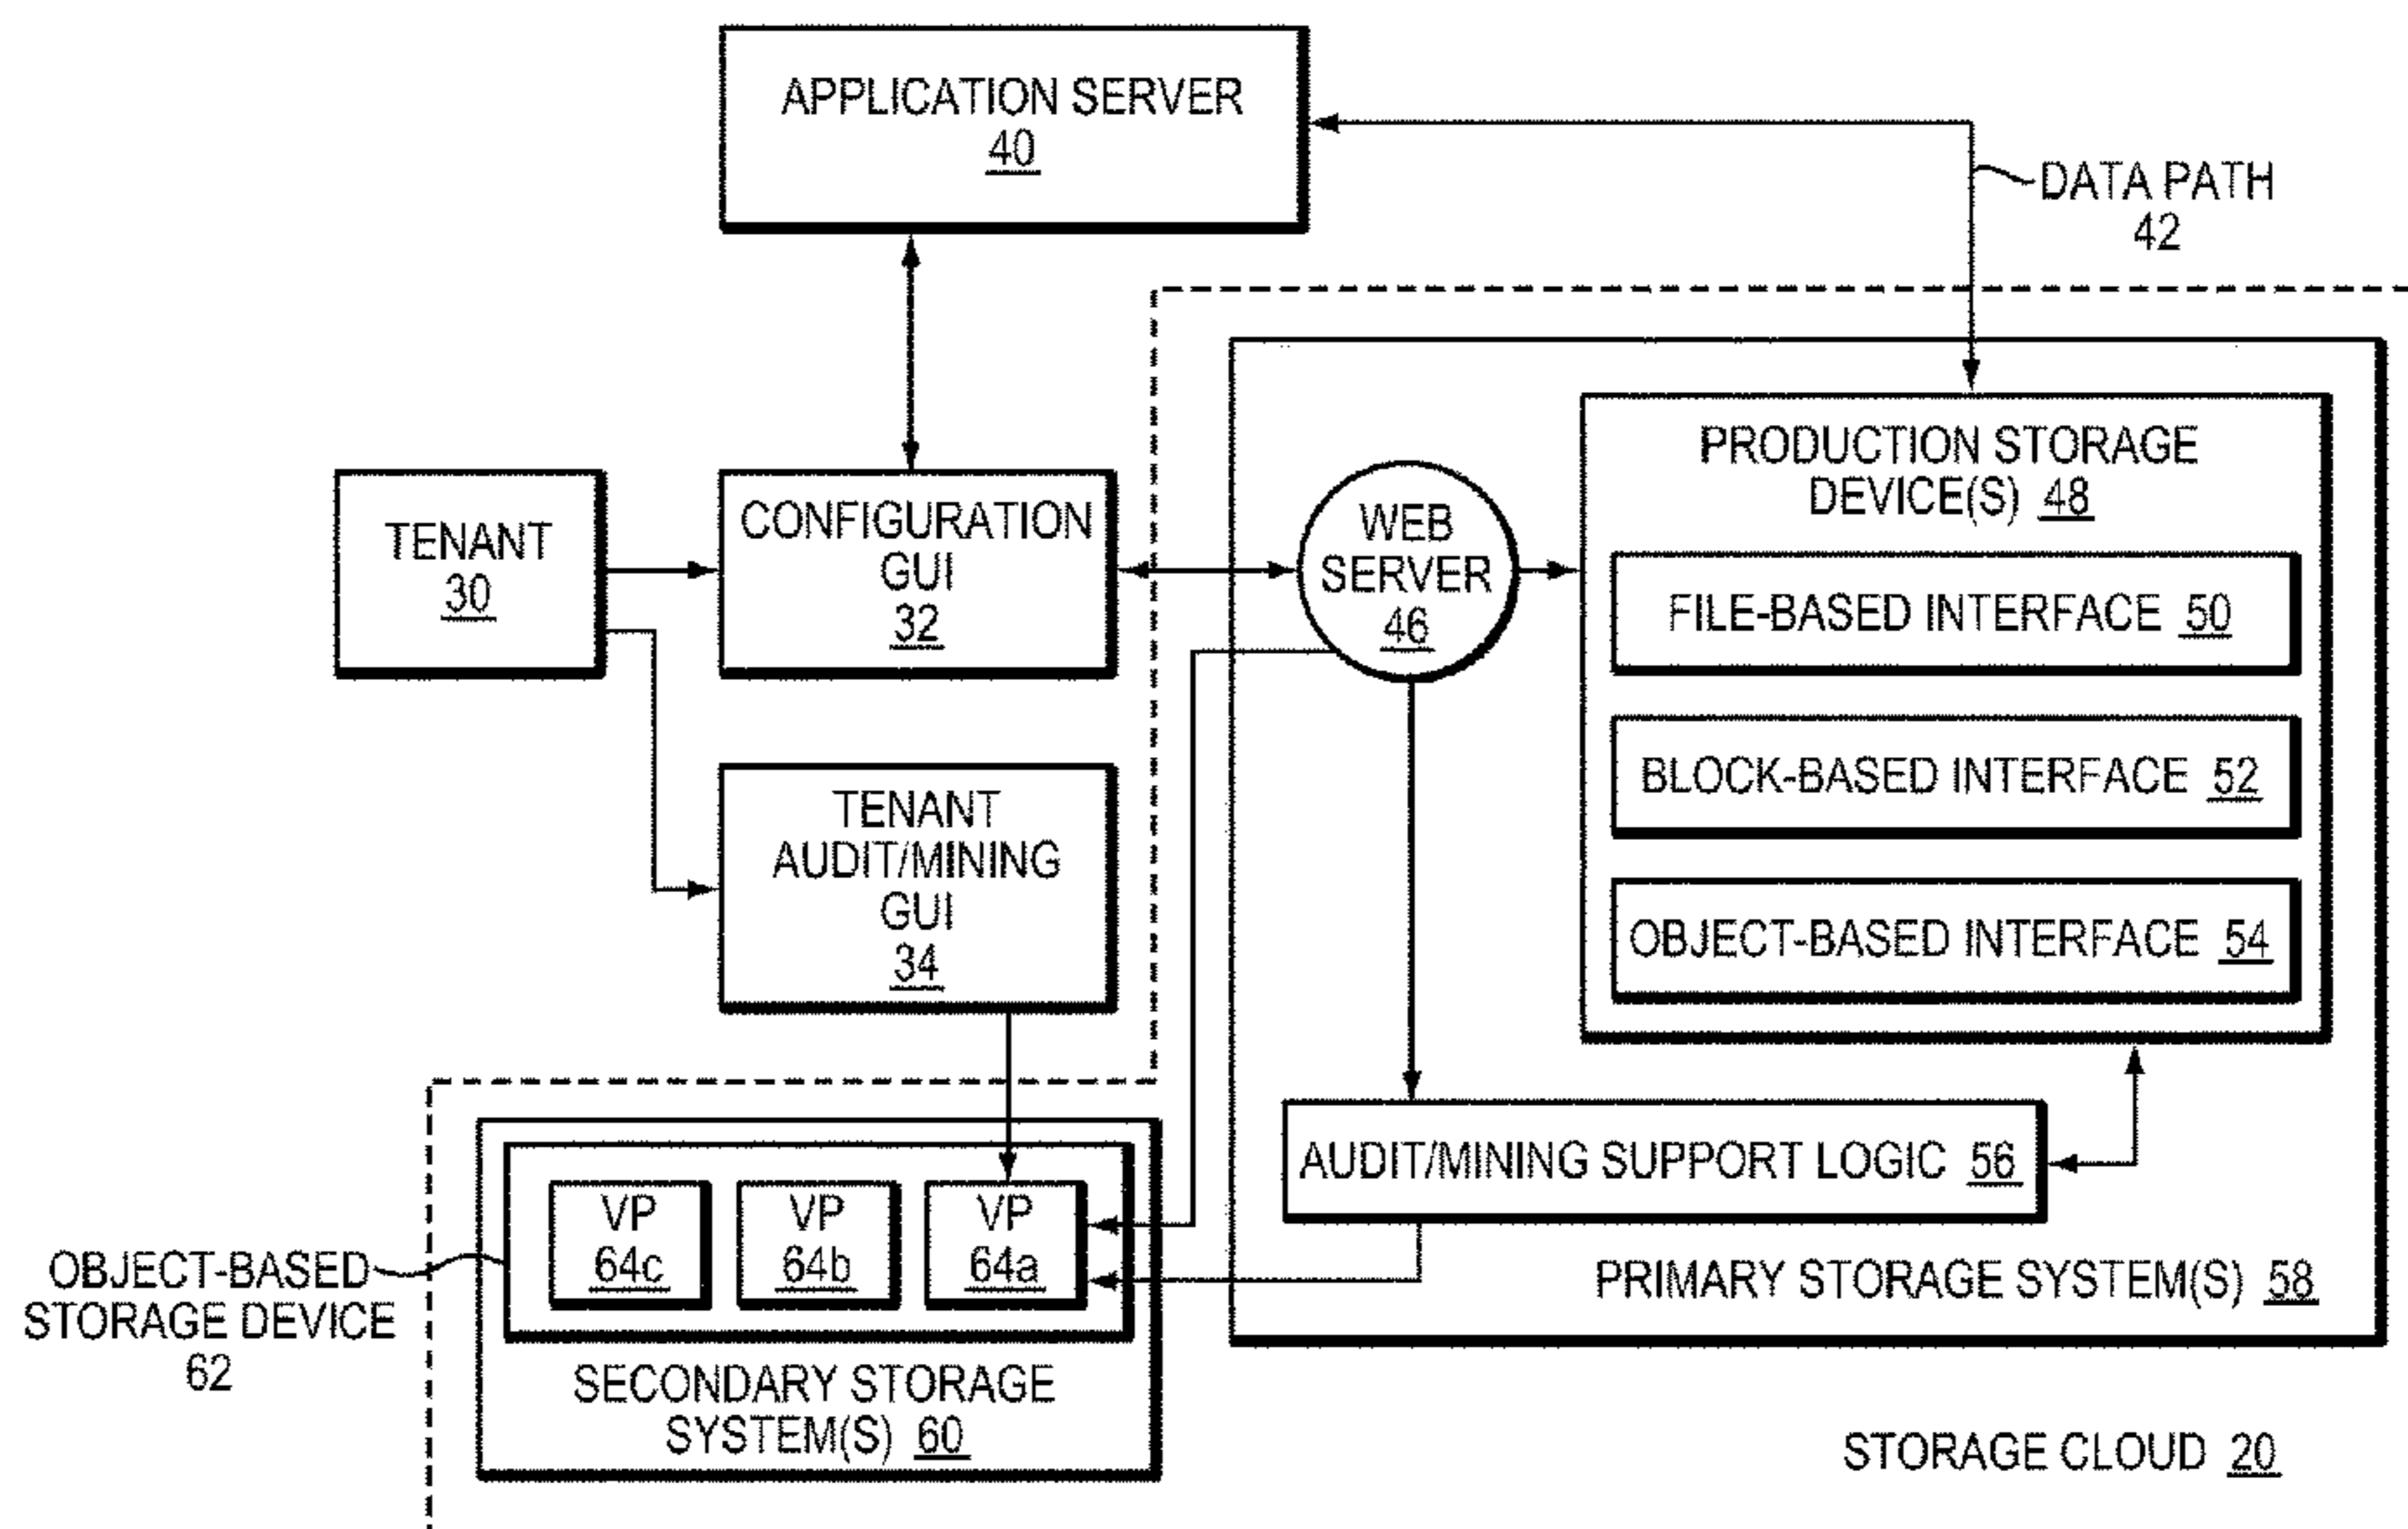 APPLICATION SERVER
40
DATA PATH
42
TENANT
30
CONFIGURATION
GUI
32
WEB
SERVER
46
PRODUCTION STORAGE
DEVICE(S) 48
FILE-BASED INTERFACE 50
BLOCK-BASED INTERFACE 52
OBJECT-BASED INTERFACE 54
TENANT
AUDIT/MINING
GUI
34
AUDIT/MINING SUPPORT LOGIC 56
PRIMARY STORAGE SYSTEM(S) 58
VP
64c
VP
64b
VP
64a
OBJECT-BASED
STORAGE DEVICE
62
SECONDARY STORAGE
SYSTEM(S) 60
STORAGE CLOUD 20